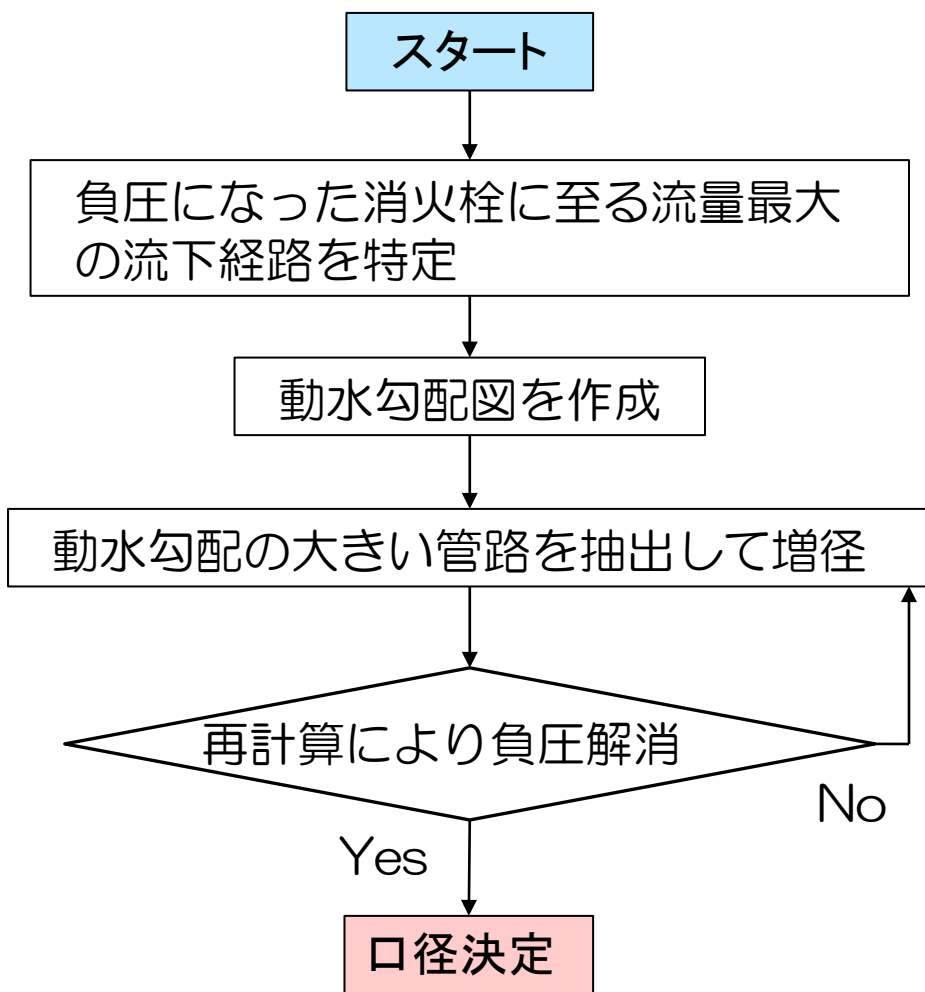 スタート
負圧になった消火栓に至る流量最大
の流下経路を特定
動水勾配図を作成
動水勾配の大きい管路を抽出して増径
再計算により負圧解消
No
Yes
口径決定